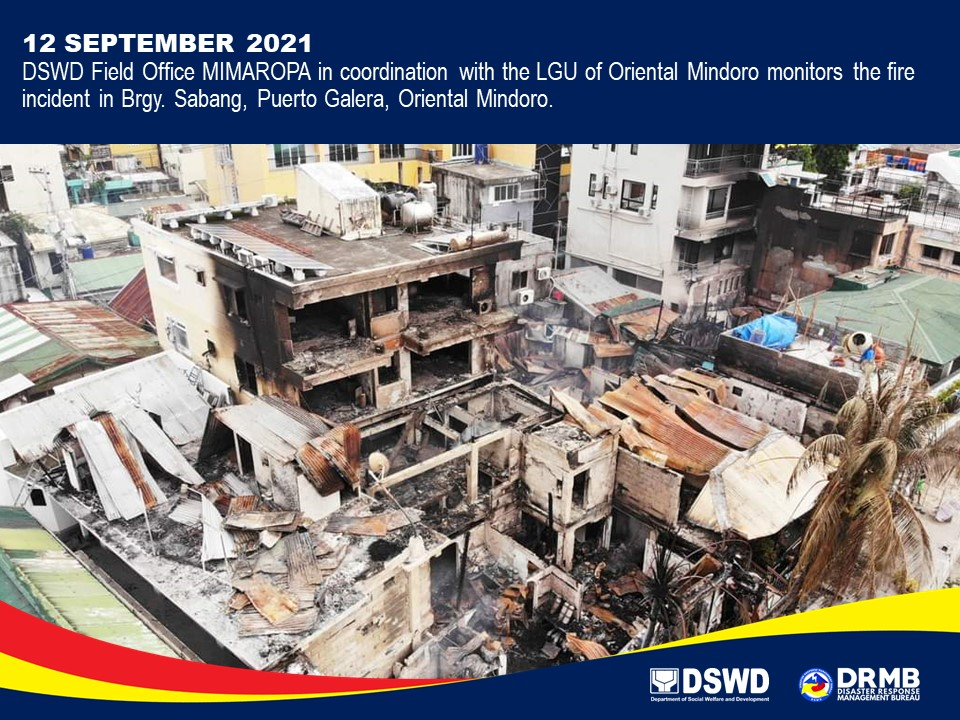 12 SEPTEMBER 2021
DSWD Field Office MIMAROPA in coordination with the LGU of Oriental Mindoro monitors the fire
incident in Brgy. Sabang, Puerto Galera, Oriental Mindoro.
DSWD
Department of Social Welfare and Development
DRMB
DISASTER RESPONSE
MANAGEMENT BUREAU